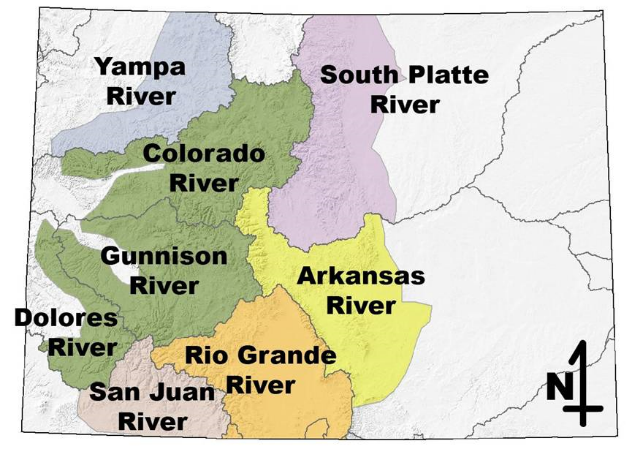 Yampa
River
South Platte
River
Colorado
River
Gunnison
River
Arkansas
River
Dolores
River
Rio Grande
River
San Juan
River
N